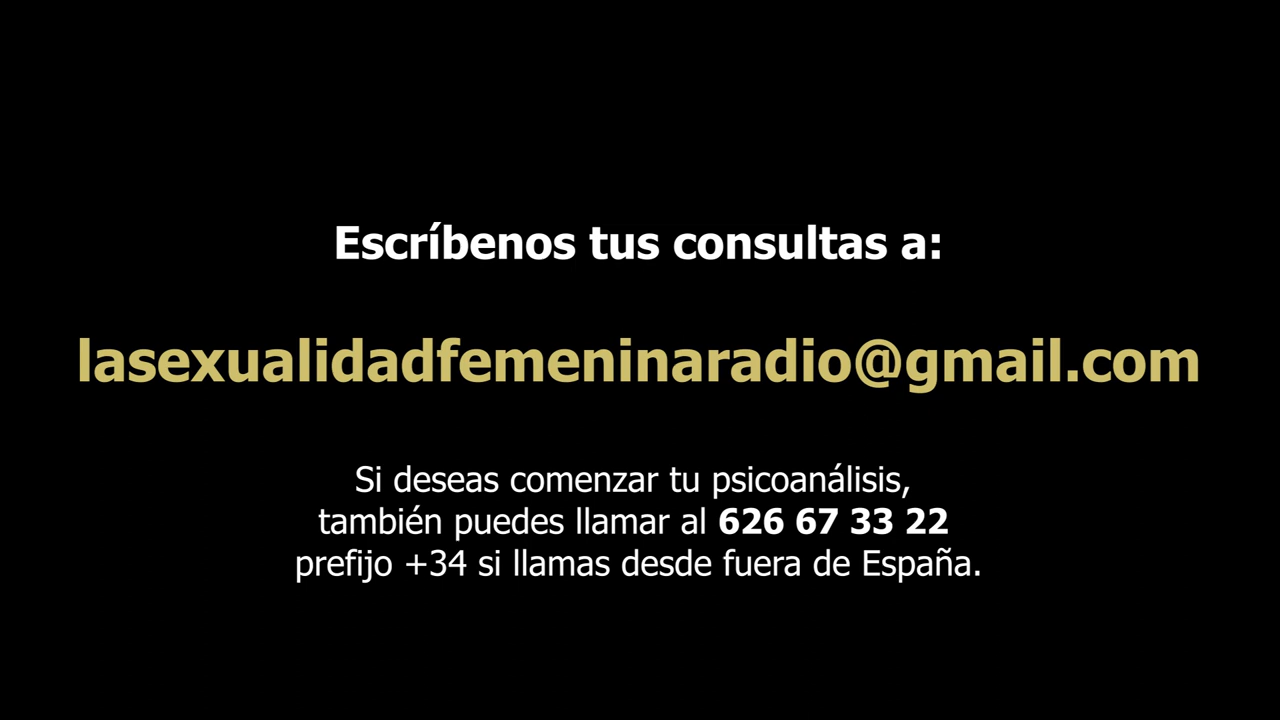 Escríbenos tus consultas a:
lasexualidadfemeninaradio@gmail.com
Si deseas comenzar tu psicoanálisis,
también puedes llamar al 626 67 33 22
prefijo +34 si llamas desde fuera de España.